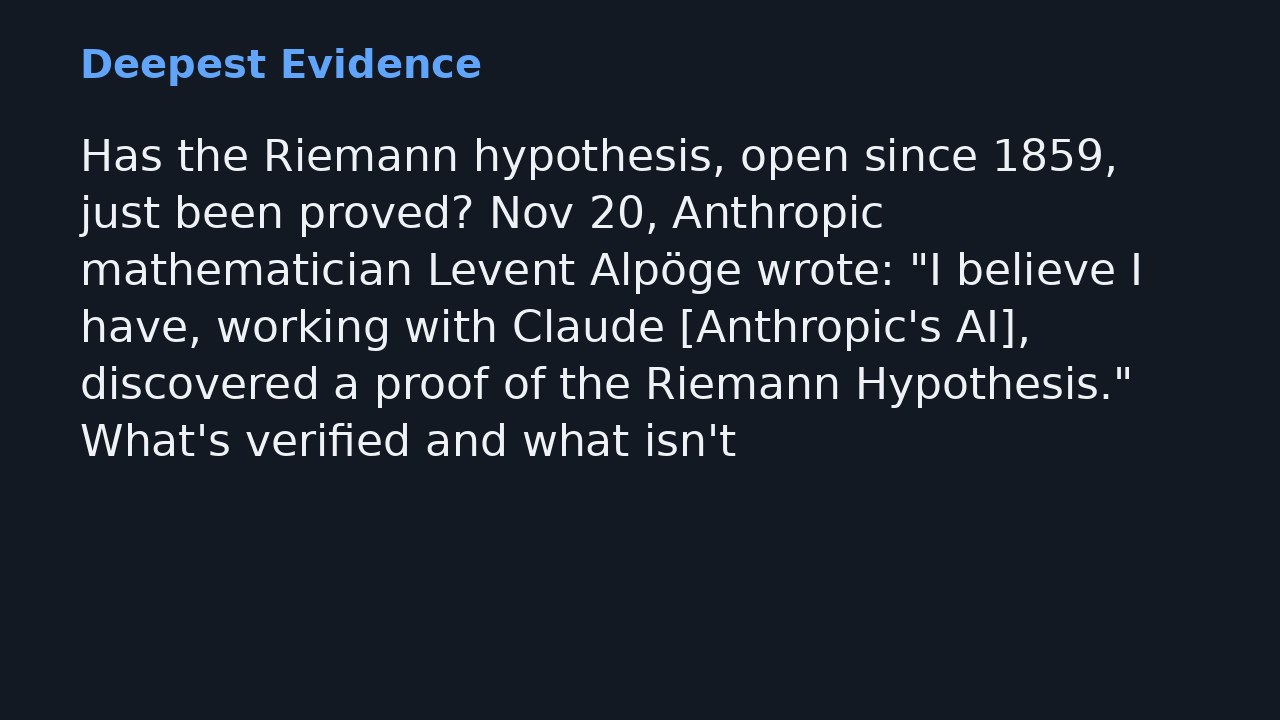 Deepest Evidence
Has the Riemann hypothesis, open since 1859,
just been proved? Nov 20, Anthropic
mathematician Levent Alpöge wrote: "I believe I
have, working with Claude [Anthropic's AI],
discovered a proof of the Riemann Hypothesis."
What's verified and what isn't